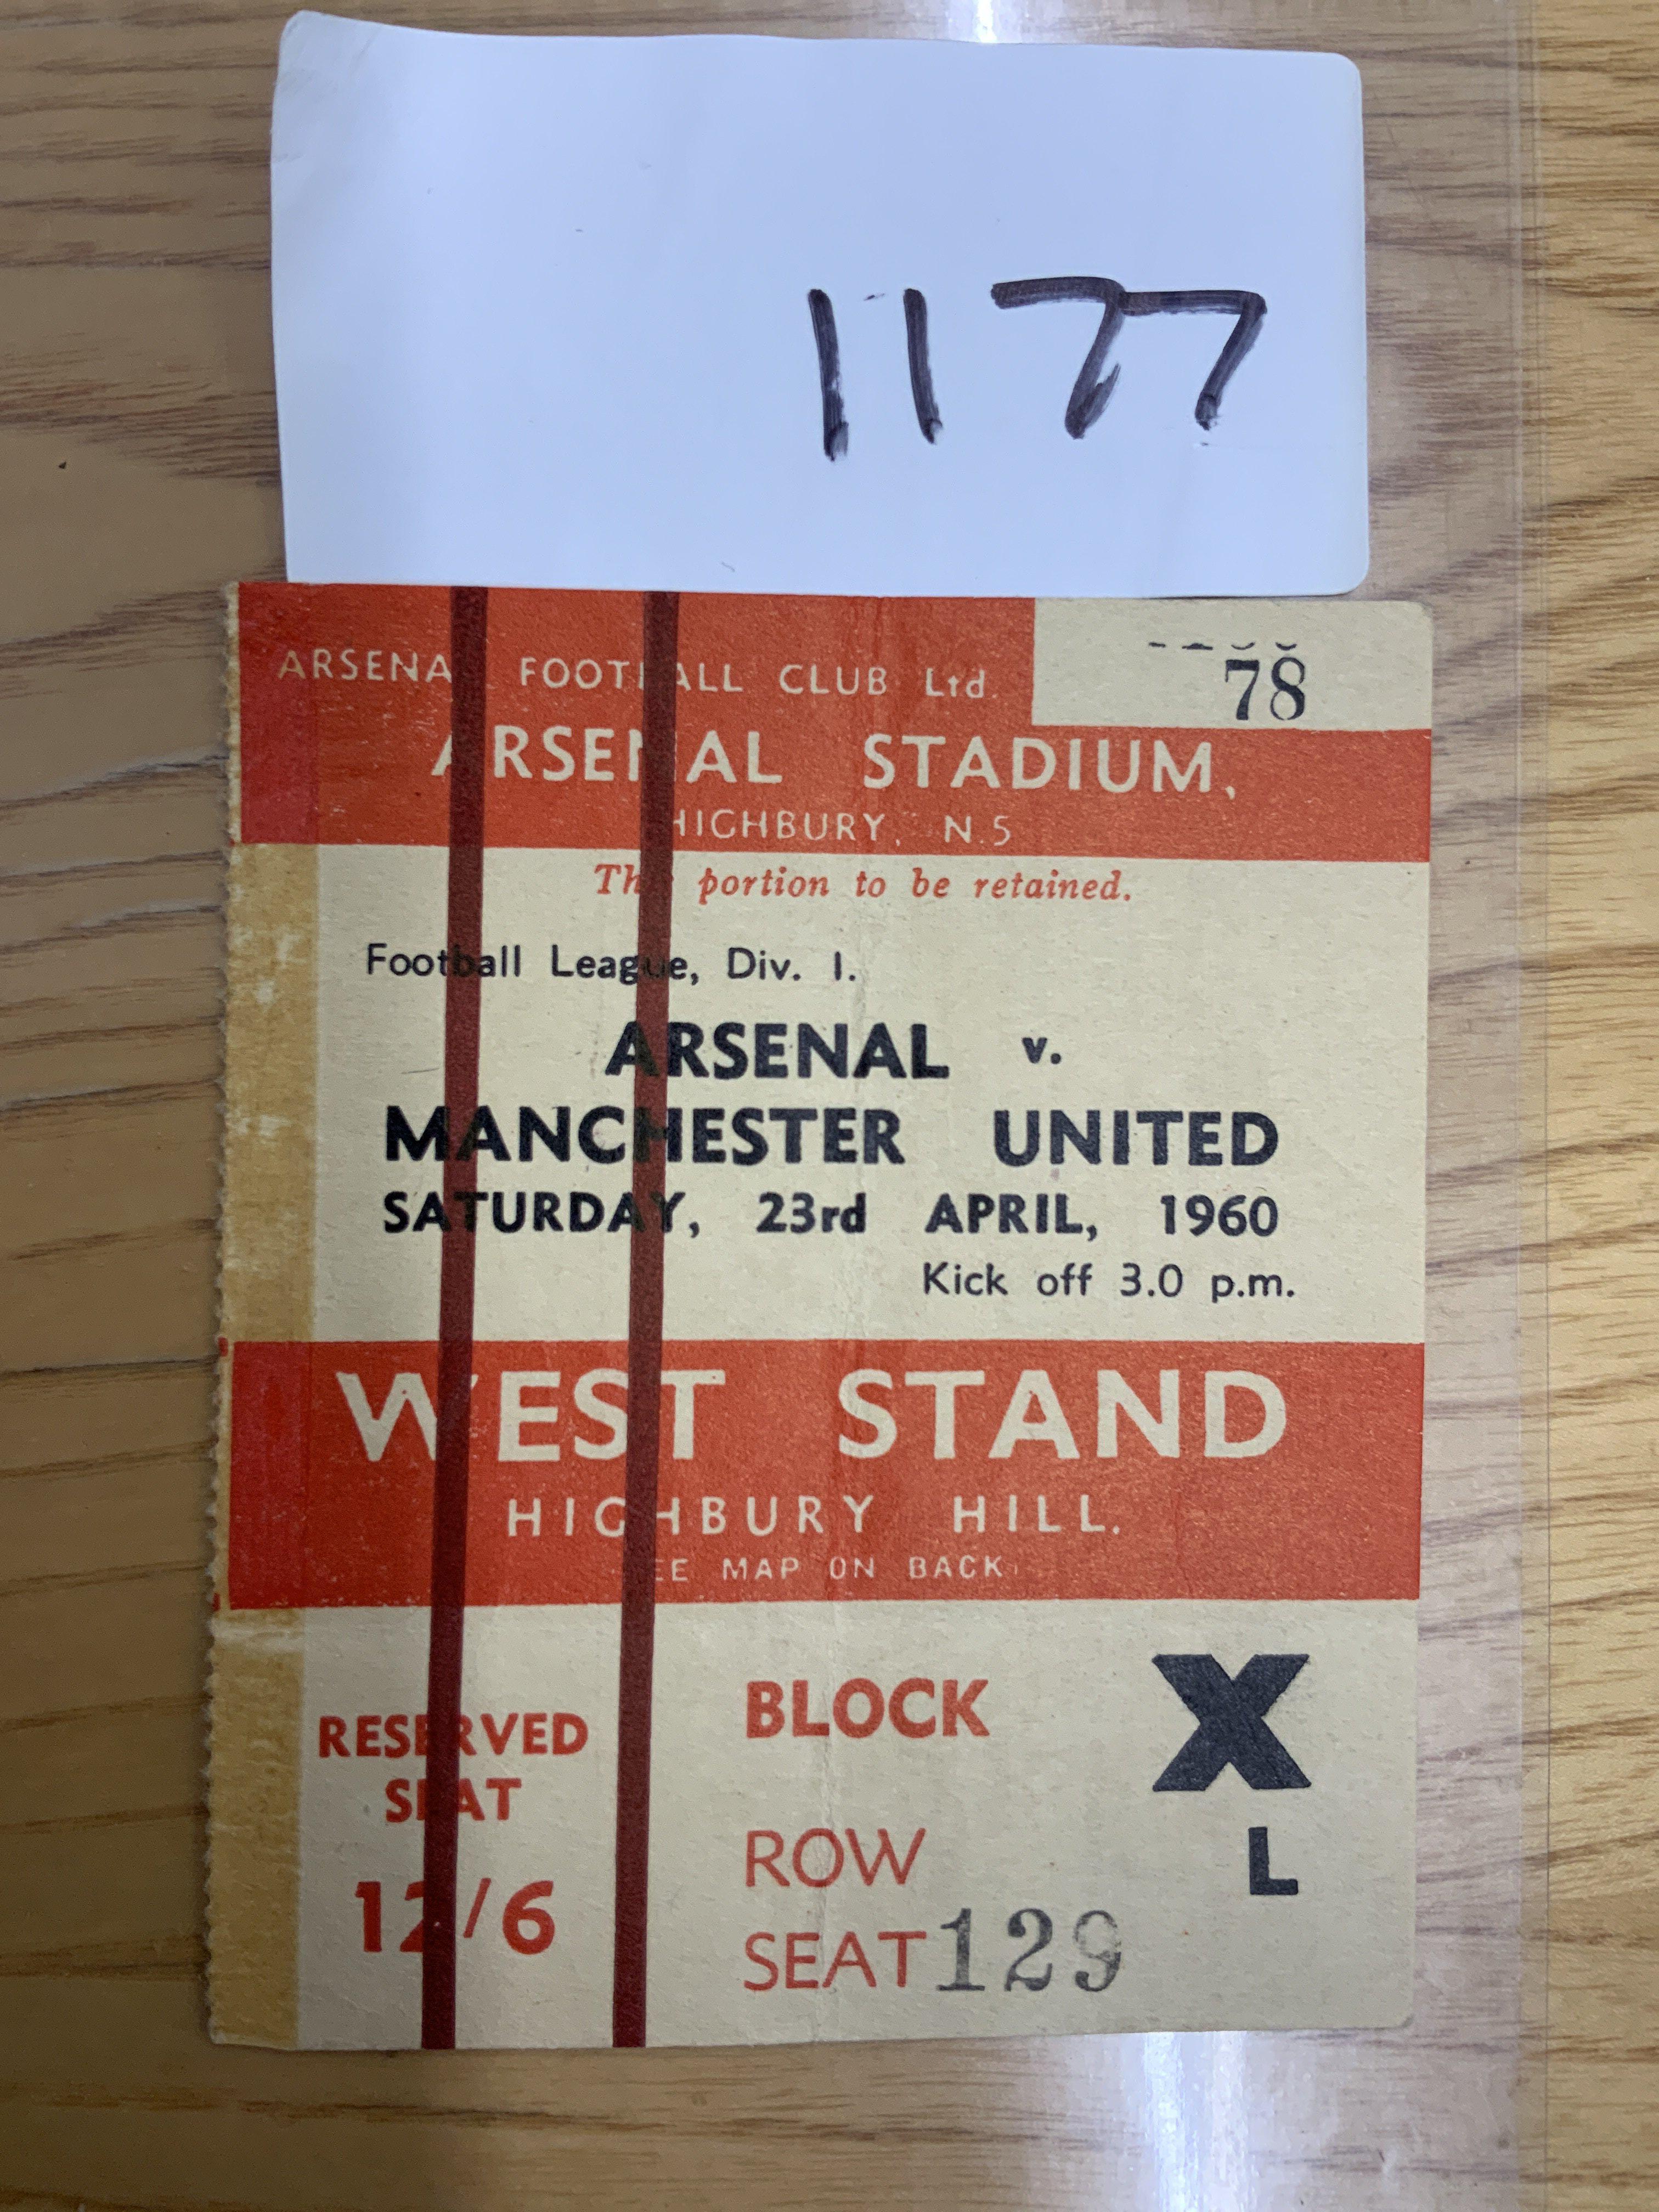 1177
ARSENAL FOOTBALL CLUB Ltd.
78
ARSENAL STADIUM,
HIGHBURY, N.5
This portion to be retained.
Football League, Div. 1.
ARSENAL v.
MANCHESTER UNITED
SATURDAY, 23rd APRIL, 1960
Kick off 3.0 p.m.
WEST STAND
HIGHBURY HILL.
SEE MAP ON BACK
RESERVED
SEAT
12/6
BLOCK X
ROW L
SEAT 129